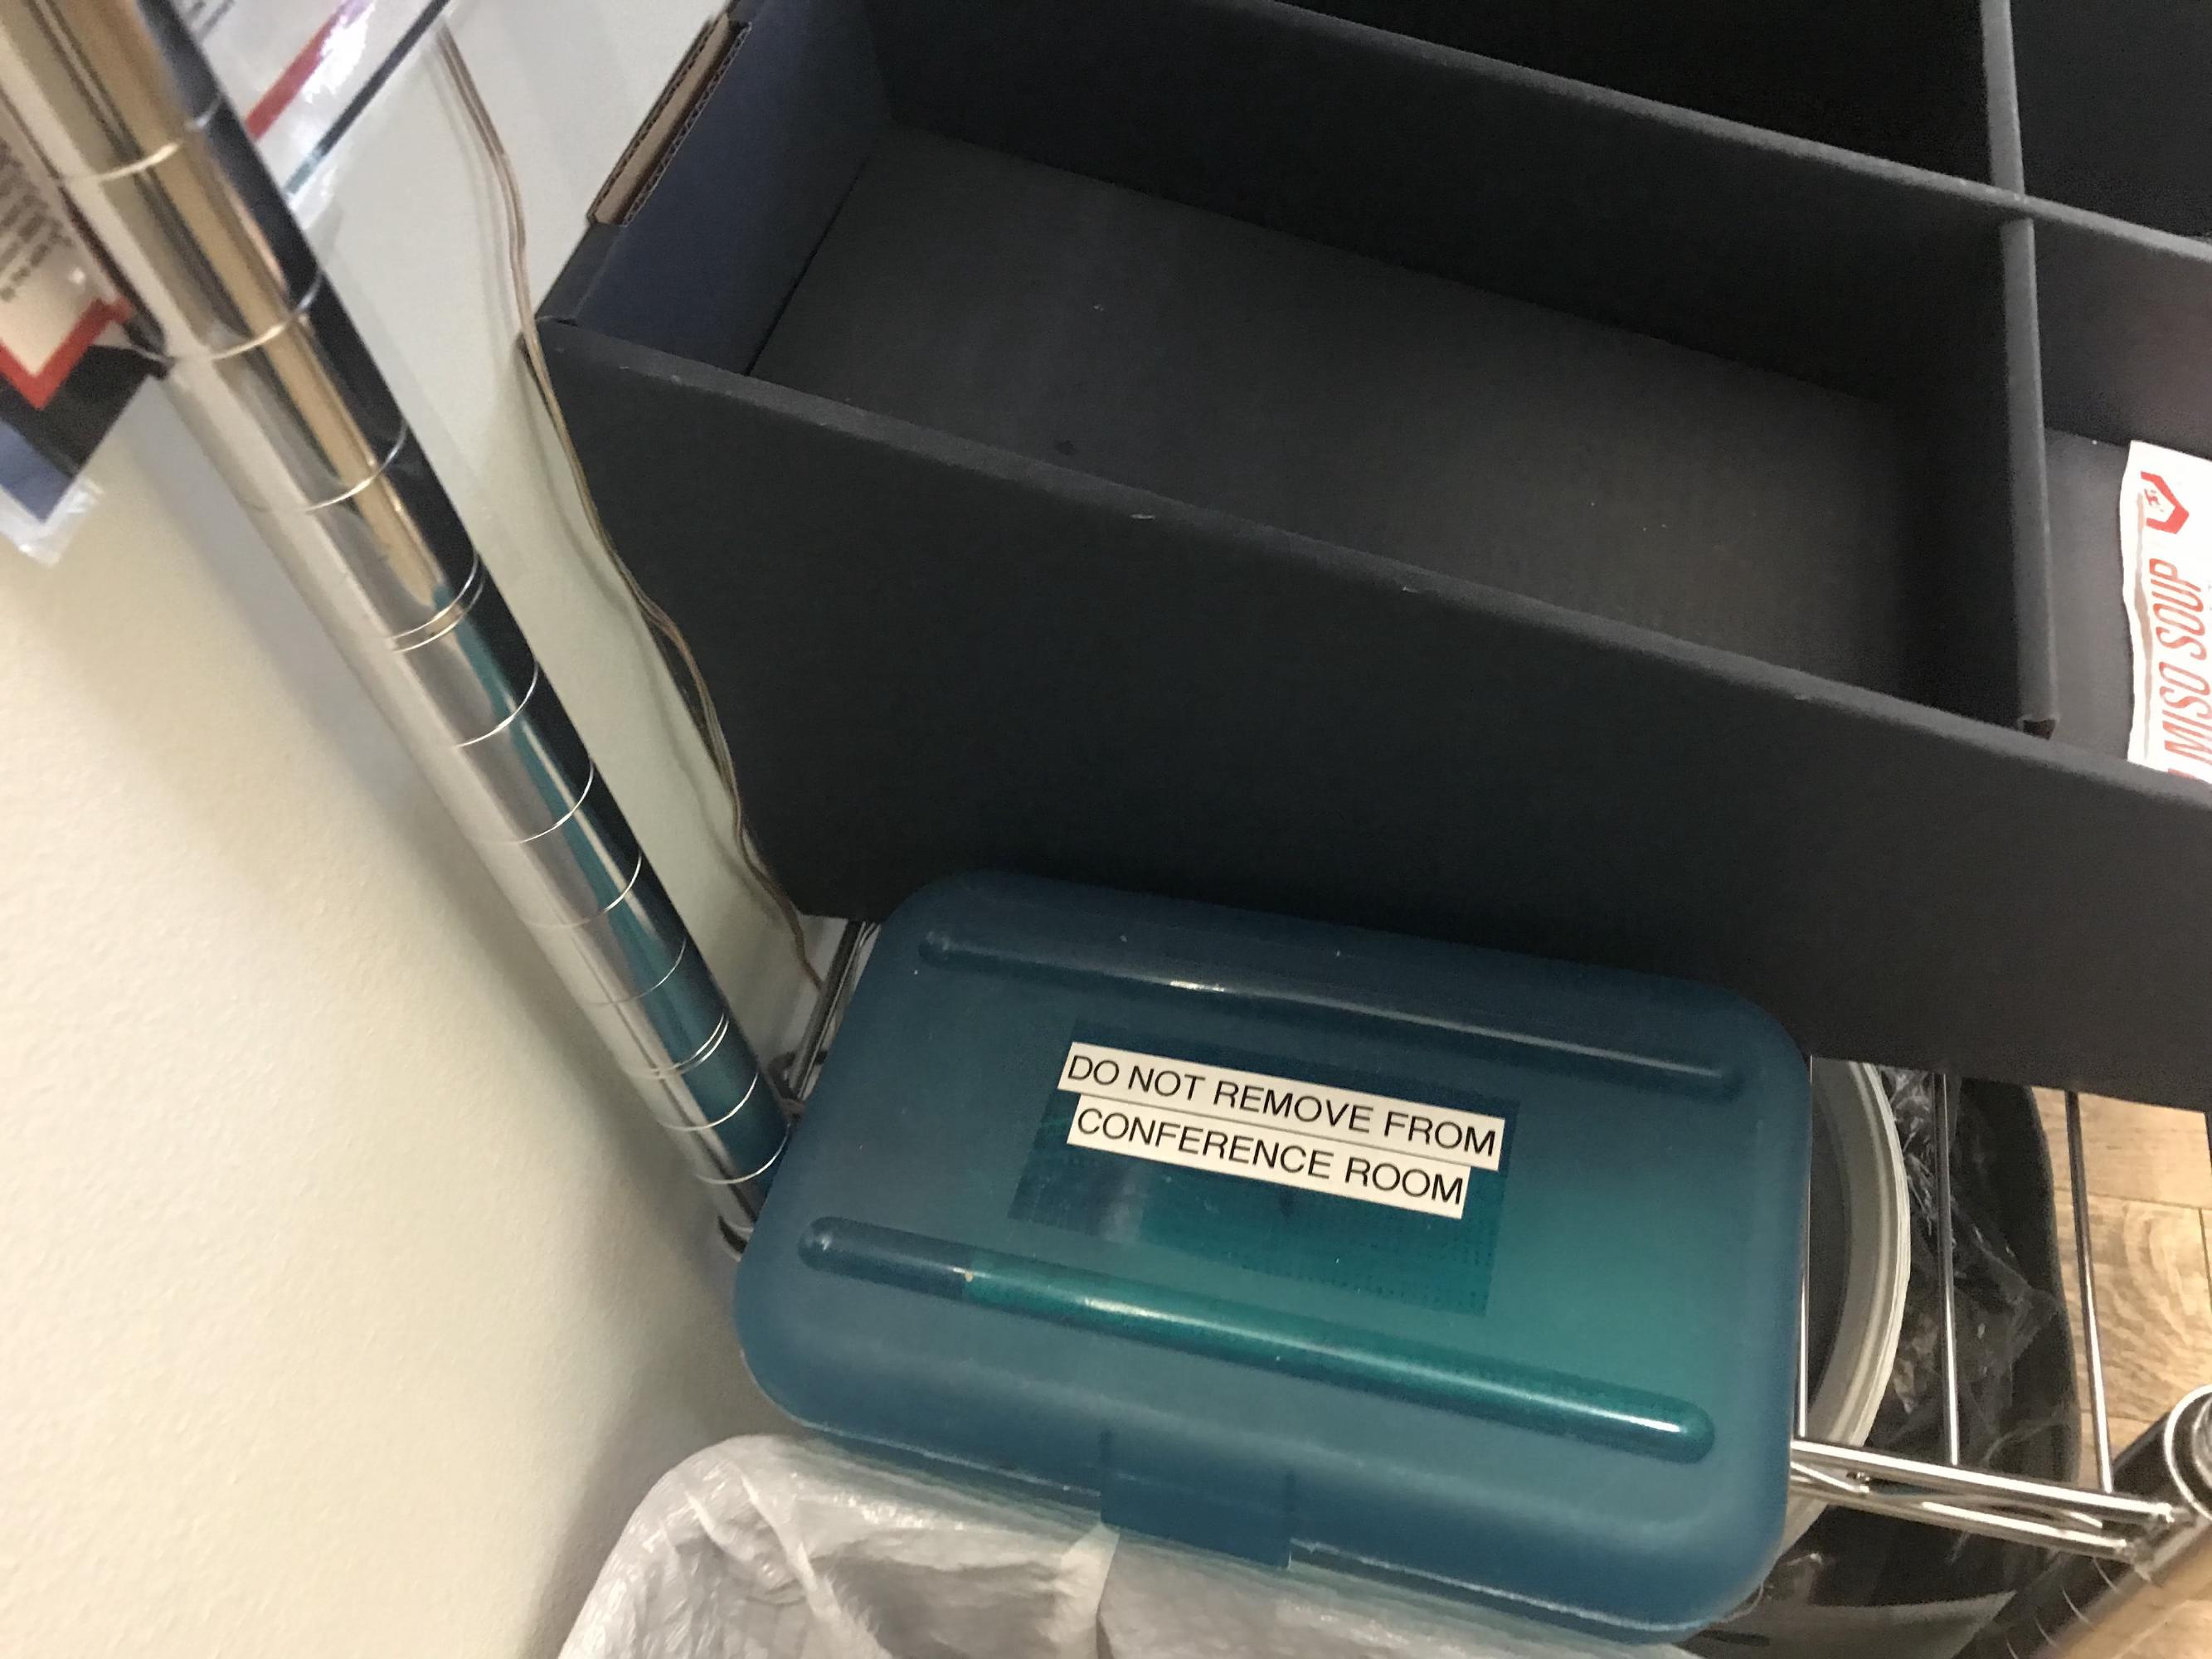 DO NOT REMOVE FROM
CONFERENCE ROOM
MISO SOUP